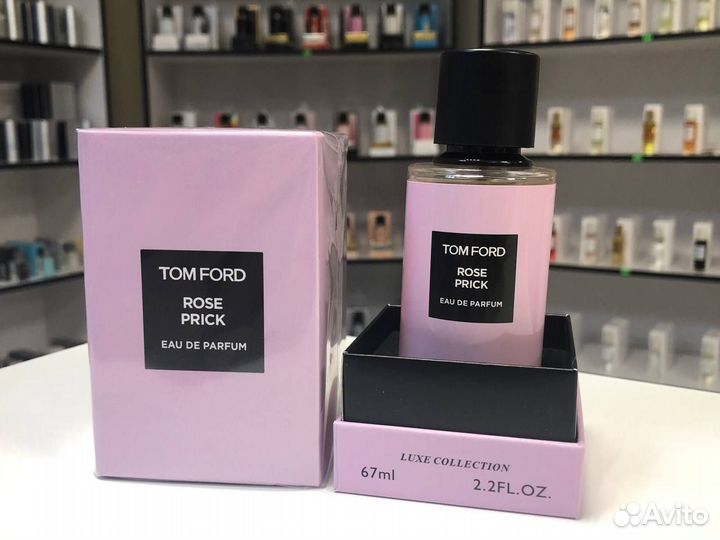 TOM FORD
ROSE
PRICK
EAU DE PARFUM
TOM FORD
ROSE
PRICK
EAU DE PARFUM
LUXE COLLECTION
67ml 2.2FL.OZ.
Avito